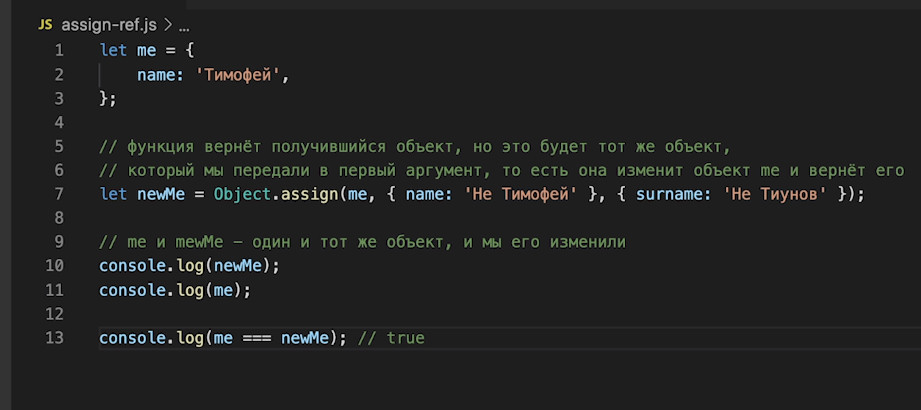 JS assign-ref.js > ...
1 let me = {
2 name: 'Тимофей',
3 };
4
5 // функция вернёт получившийся объект, но это будет тот же объект,
6 // который мы передали в первый аргумент, то есть она изменит объект me и вернёт его
7 let newMe = Object.assign(me, { name: 'Не Тимофей' }, { surname: 'Не Тиунов' });
8
9 // me и mewMe – один и тот же объект, и мы его изменили
10 console.log(newMe);
11 console.log(me);
12
13 console.log(me === newMe); // true